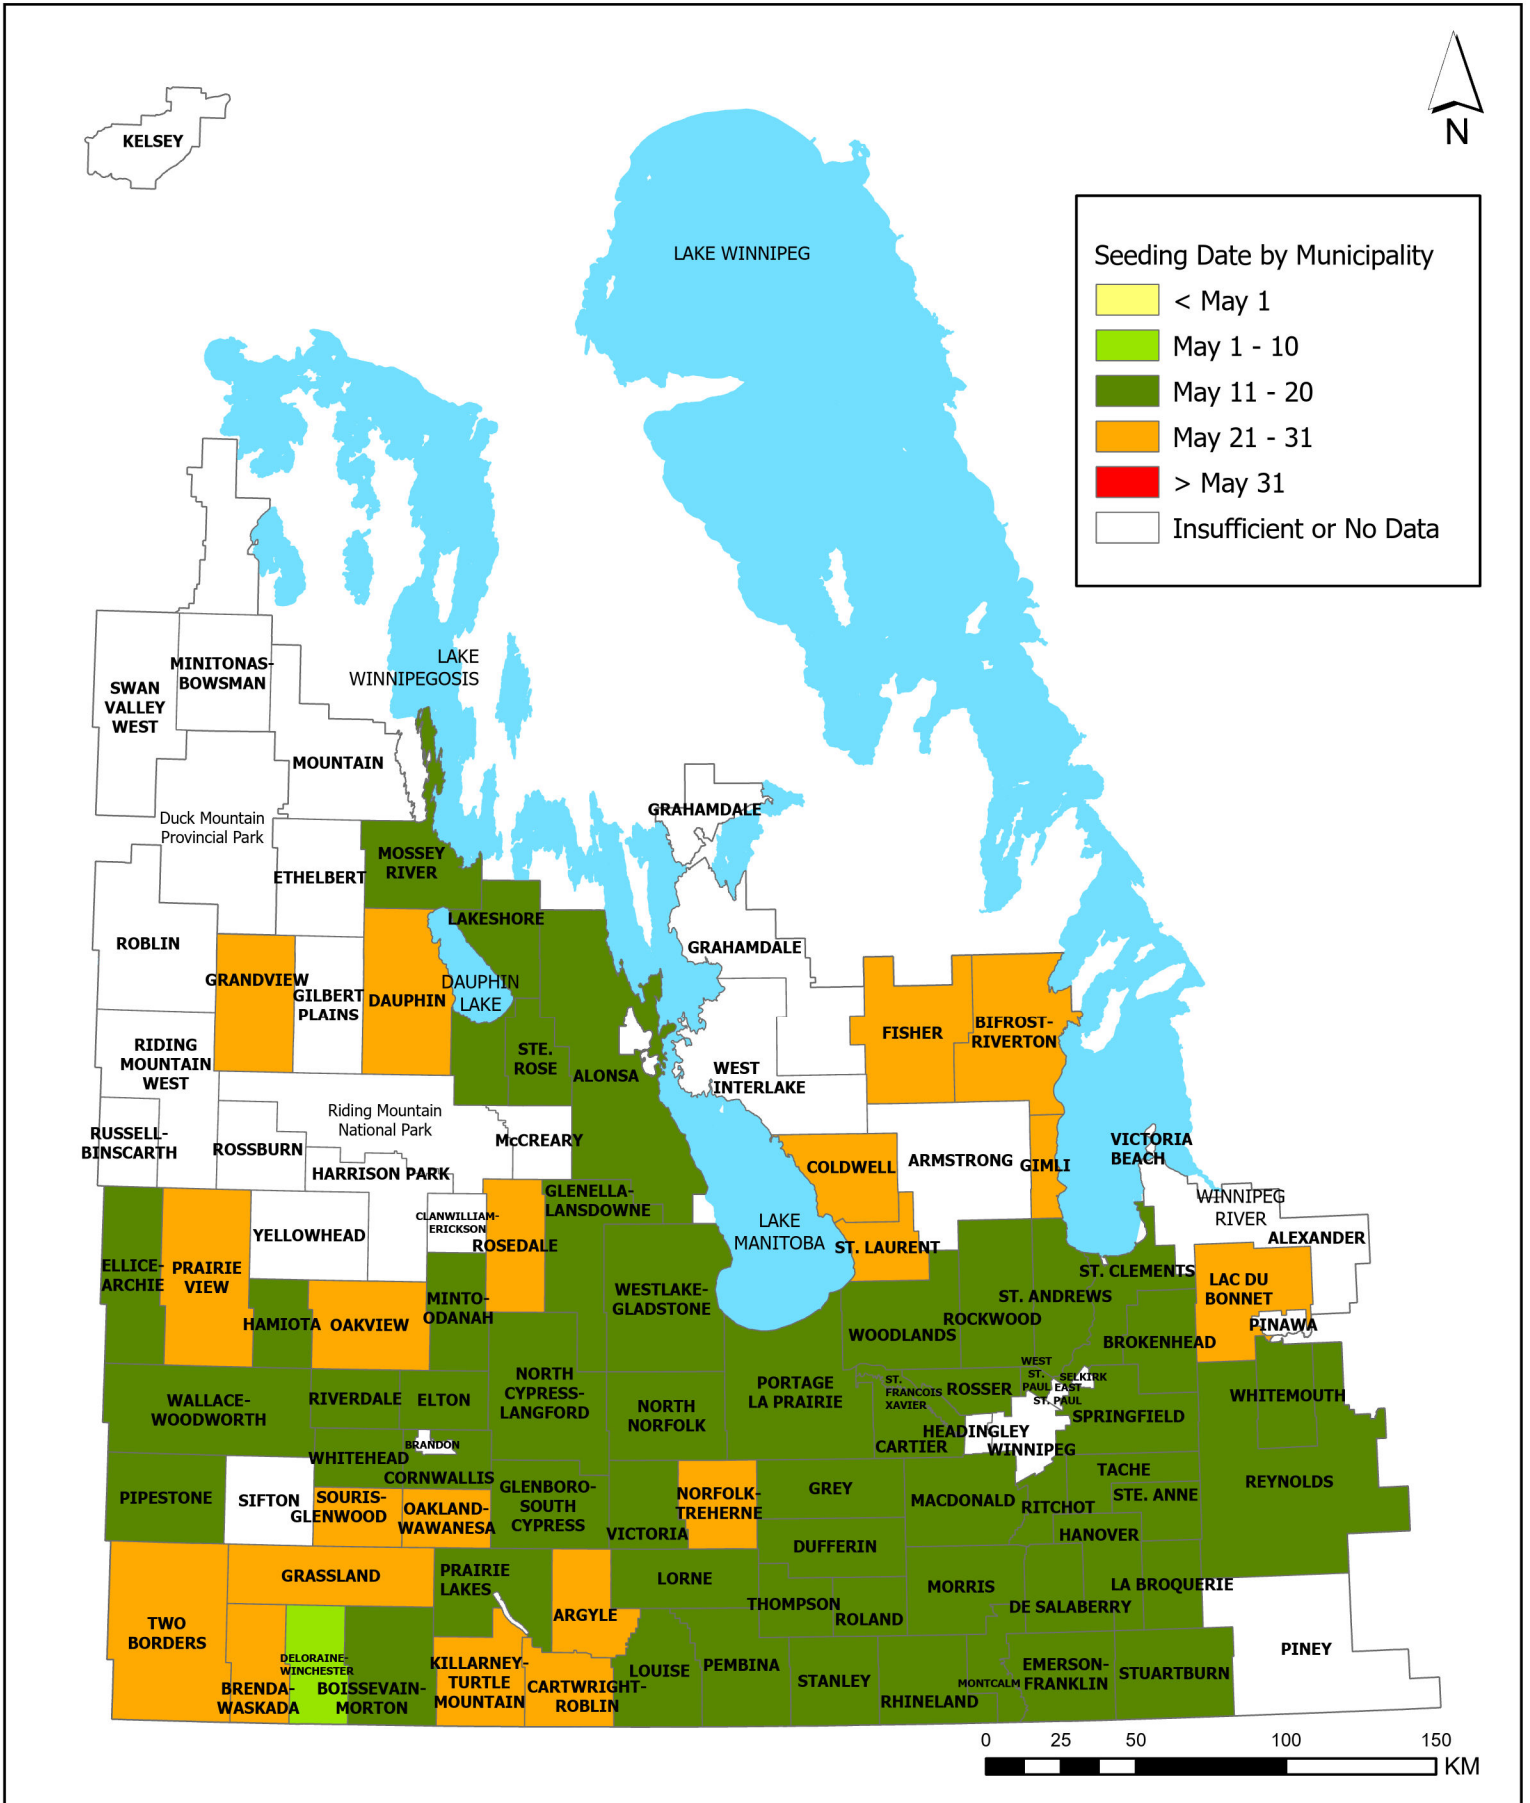 N
KELSEY
LAKE WINNIPEG
Seeding Date by Municipality
< May 1
May 1 - 10
May 11 - 20
May 21 - 31
> May 31
Insufficient or No Data
LAKE
WINNIPEGOSIS
MINITONAS-
BOWSMAN
SWAN
VALLEY
WEST
MOUNTAIN
Duck Mountain
Provincial Park
GRAHAMDALE
MOSSEY
RIVER
ETHELBERT
LAKESHORE
ROBLIN
GRAHAMDALE
GRANDVIEW
GILBERT
PLAINS
DAUPHIN
DAUPHIN
LAKE
FISHER
BIFROST-
RIVERTON
RIDING
MOUNTAIN
WEST
STE.
ROSE
ALONSA
WEST
INTERLAKE
Riding Mountain
National Park
RUSSELL-
BINSCARTH
ROSSBURN
McCREARY
HARRISON PARK
COLDWELL
ARMSTRONG
GIMLI
VICTORIA
BEACH
WINNIPEG
RIVER
ALEXANDER
GLENELLA-
LANSDOWNE
CLANWILLIAM-
ERICKSON
YELLOWHEAD
ROSEDALE
LAKE
MANITOBA
ST. LAURENT
ELLICE-
ARCHIE
PRAIRIE
VIEW
ST. CLEMENTS
LAC DU
BONNET
WESTLAKE-
GLADSTONE
MINTO-
ODANAH
ST. ANDREWS
HAMIOTA
OAKVIEW
ROCKWOOD
PINAWA
WOODLANDS
BROKENHEAD
WEST
ST.
PAUL
SELKIRK
EAST
ST. PAUL
NORTH
CYPRESS-
LANGFORD
PORTAGE
LA PRAIRIE
ST.
FRANCOIS
XAVIER
ROSSER
WHITEMOUTH
WALLACE-
WOODWORTH
RIVERDALE
ELTON
NORTH
NORFOLK
SPRINGFIELD
HEADINGLEY
CARTIER
WINNIPEG
BRANDON
WHITEHEAD
CORNWALLIS
TACHE
REYNOLDS
PIPESTONE
SIFTON
SOURIS-
GLENWOOD
OAKLAND-
WAWANESA
GLENBORO-
SOUTH
CYPRESS
NORFOLK-
TREHERNE
GREY
MACDONALD
STE. ANNE
RITCHOT
VICTORIA
HANOVER
DUFFERIN
GRASSLAND
PRAIRIE
LAKES
LORNE
MORRIS
LA BROQUERIE
THOMPSON
ROLAND
DE SALABERRY
TWO
BORDERS
ARGYLE
PINEY
DELORAINE-
WINCHESTER
BRENDA-
WASKADA
BOISSEVAIN-
MORTON
KILLARNEY-
TURTLE
MOUNTAIN
CARTWRIGHT-
ROBLIN
LOUISE
PEMBINA
STANLEY
RHINELAND
MONTCALM
EMERSON-
FRANKLIN
STUARTBURN
0 25 50 100 150
KM